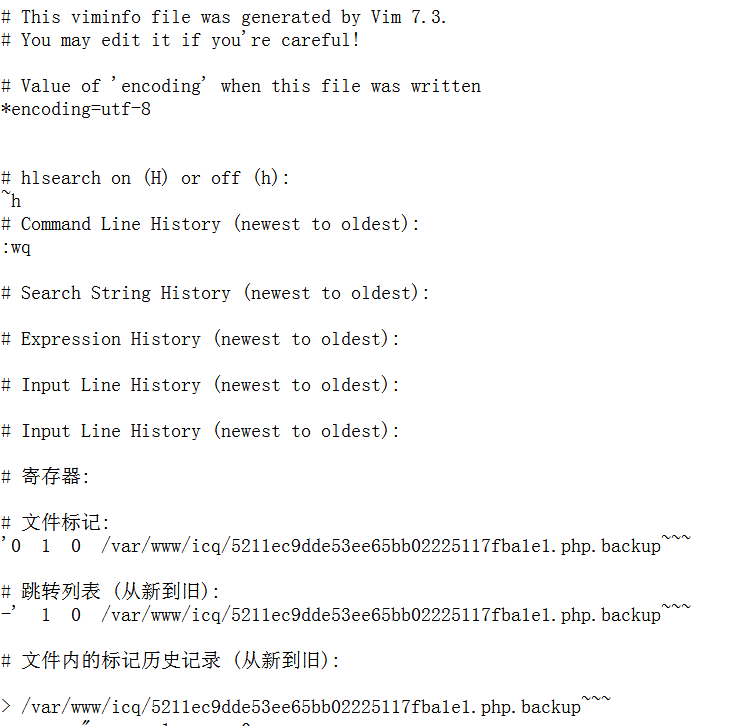 # This viminfo file was generated by Vim 7.3.
# You may edit it if you're careful!
# Value of 'encoding' when this file was written
*encoding=utf-8
# hlsearch on (H) or off (h):
~h
# Command Line History (newest to oldest):
:wq
# Search String History (newest to oldest):
# Expression History (newest to oldest):
# Input Line History (newest to oldest):
# Input Line History (newest to oldest):
# 寄存器:
# 文件标记:
'0  1  0  /var/www/icq/5211ec9dde53ee65bb02225117fba1e1.php.backup~~~
# 跳转列表 (从新到旧):
-'  1  0  /var/www/icq/5211ec9dde53ee65bb02225117fba1e1.php.backup~~~
# 文件内的标记历史记录 (从新到旧):
> /var/www/icq/5211ec9dde53ee65bb02225117fba1e1.php.backup~~~